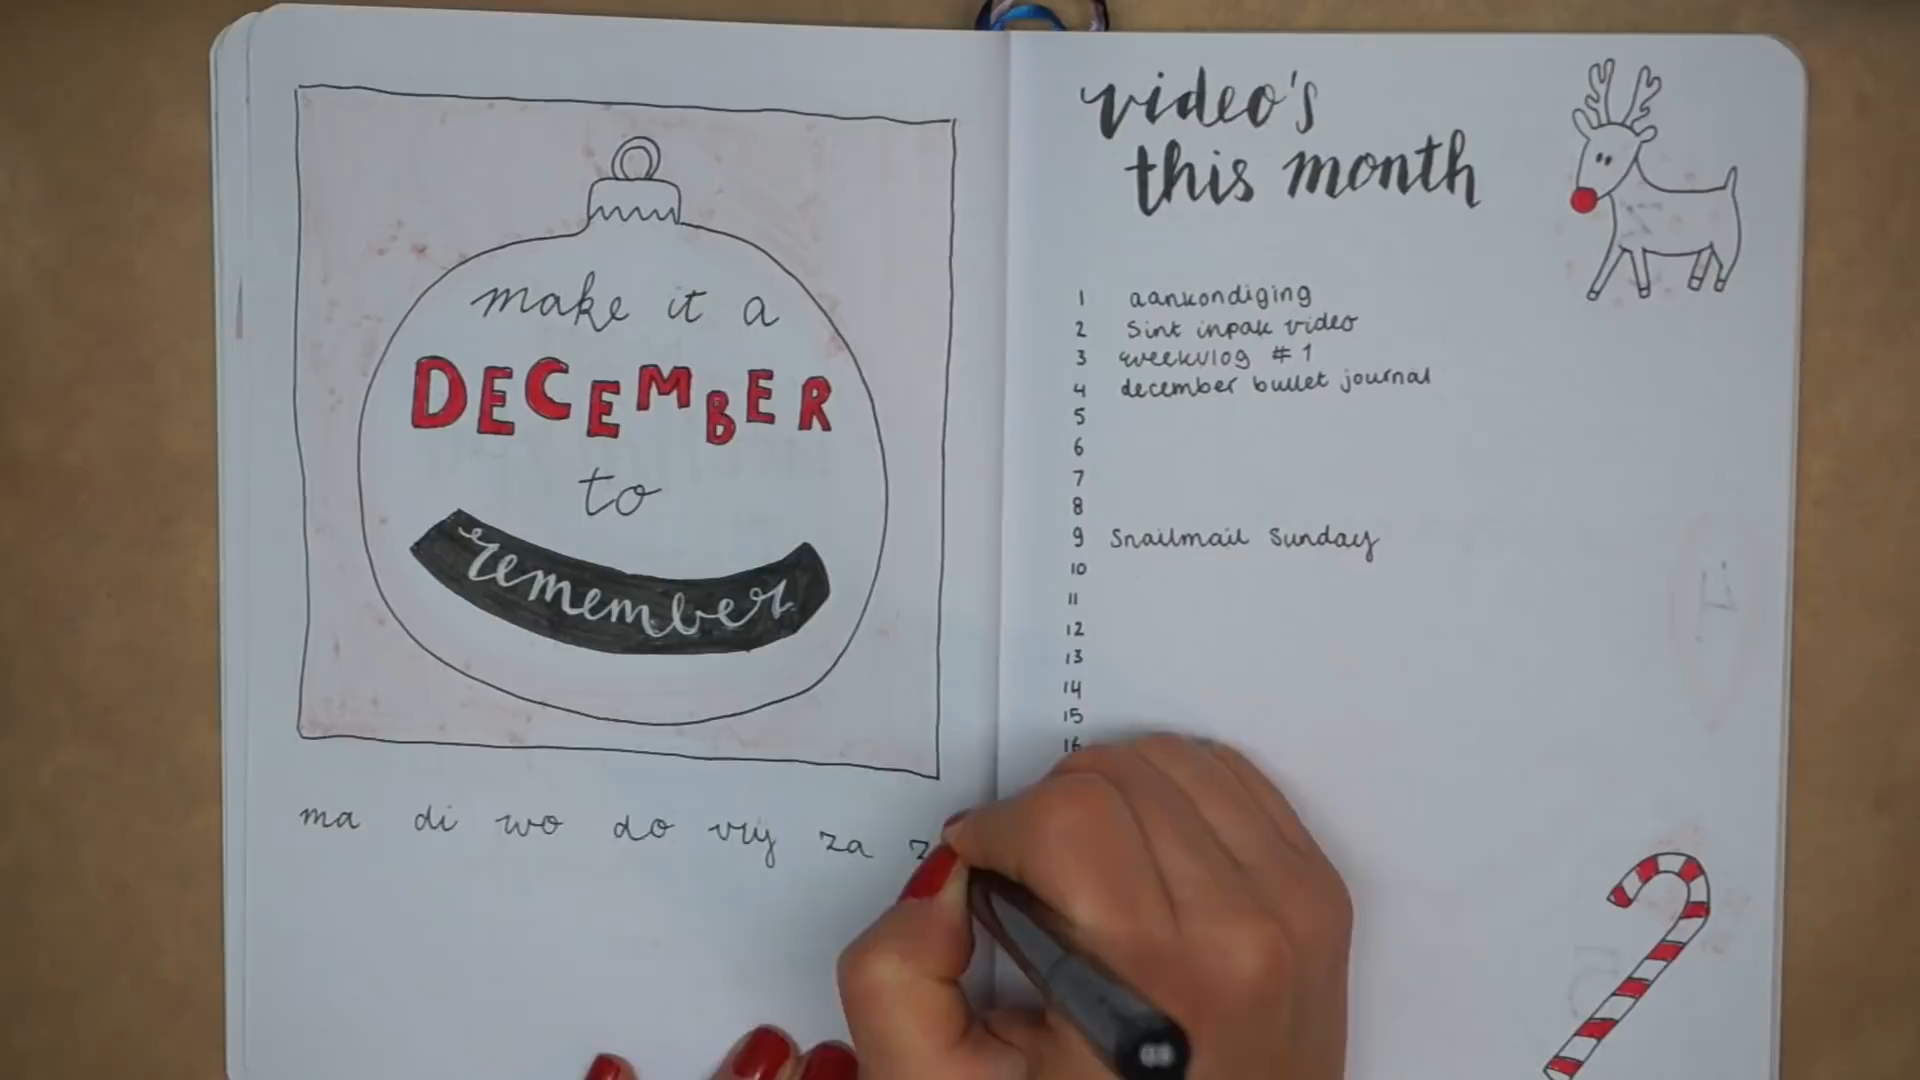 make it a
DECEMBER
to
remember
ma di wo do vrij za z
video's
this month
1 aankondiging
2 Sint inpak video
3 weekvlog #1
4 december bullet journal
5
6
7
8
9 Snailmail Sunday
10
11
12
13
14
15
16